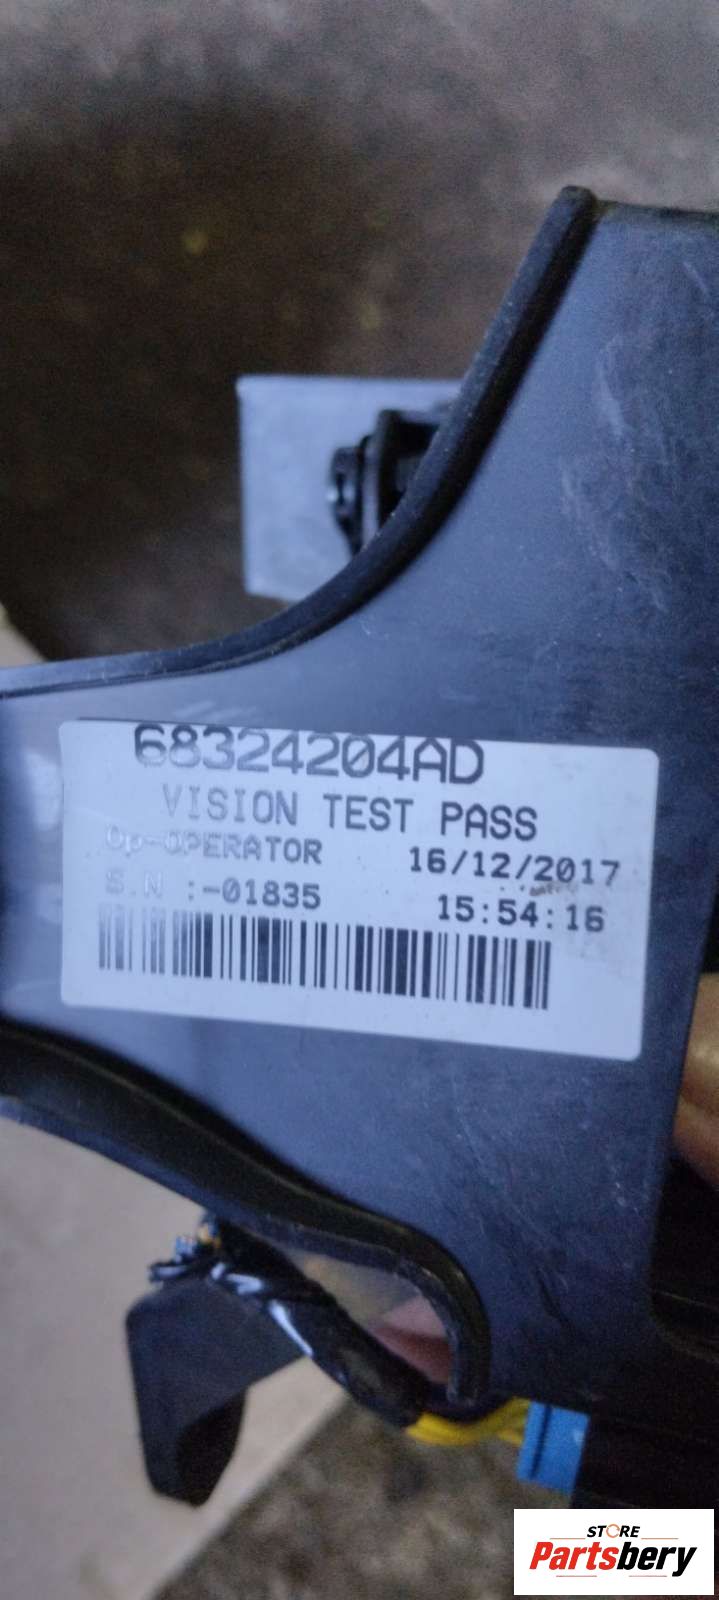 68324204AD
VISION TEST PASS
Op-OPERATOR 16/12/2017
S.N :-01835 15:54:16
STORE
Partsbery